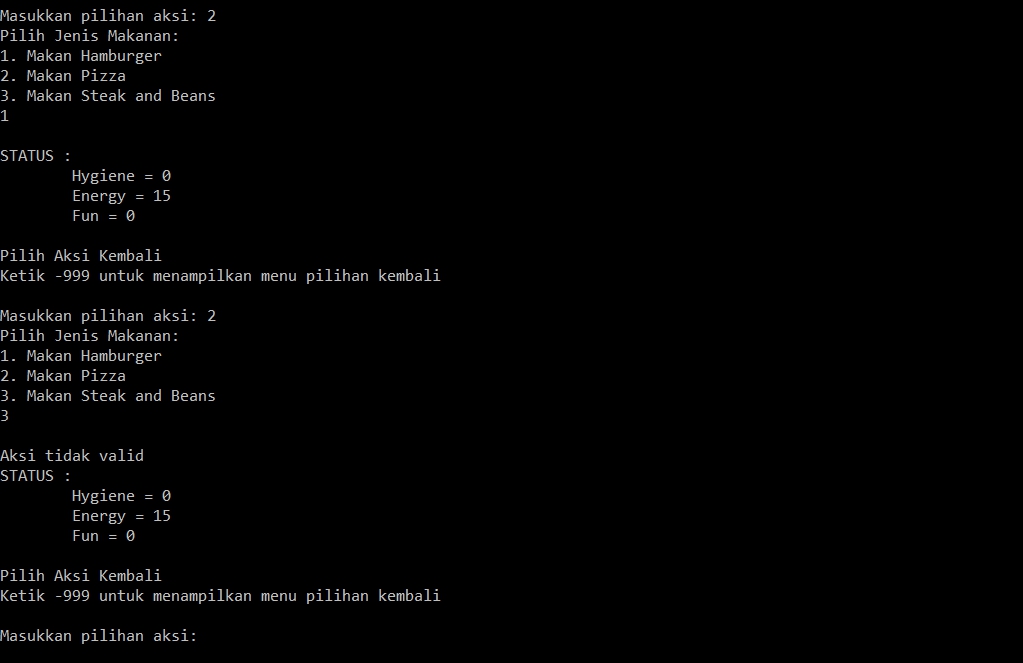 Masukkan pilihan aksi: 2
Pilih Jenis Makanan:
1. Makan Hamburger
2. Makan Pizza
3. Makan Steak and Beans
1
STATUS :
Hygiene = 0
Energy = 15
Fun = 0
Pilih Aksi Kembali
Ketik -999 untuk menampilkan menu pilihan kembali
Masukkan pilihan aksi: 2
Pilih Jenis Makanan:
1. Makan Hamburger
2. Makan Pizza
3. Makan Steak and Beans
3
Aksi tidak valid
STATUS :
Hygiene = 0
Energy = 15
Fun = 0
Pilih Aksi Kembali
Ketik -999 untuk menampilkan menu pilihan kembali
Masukkan pilihan aksi: